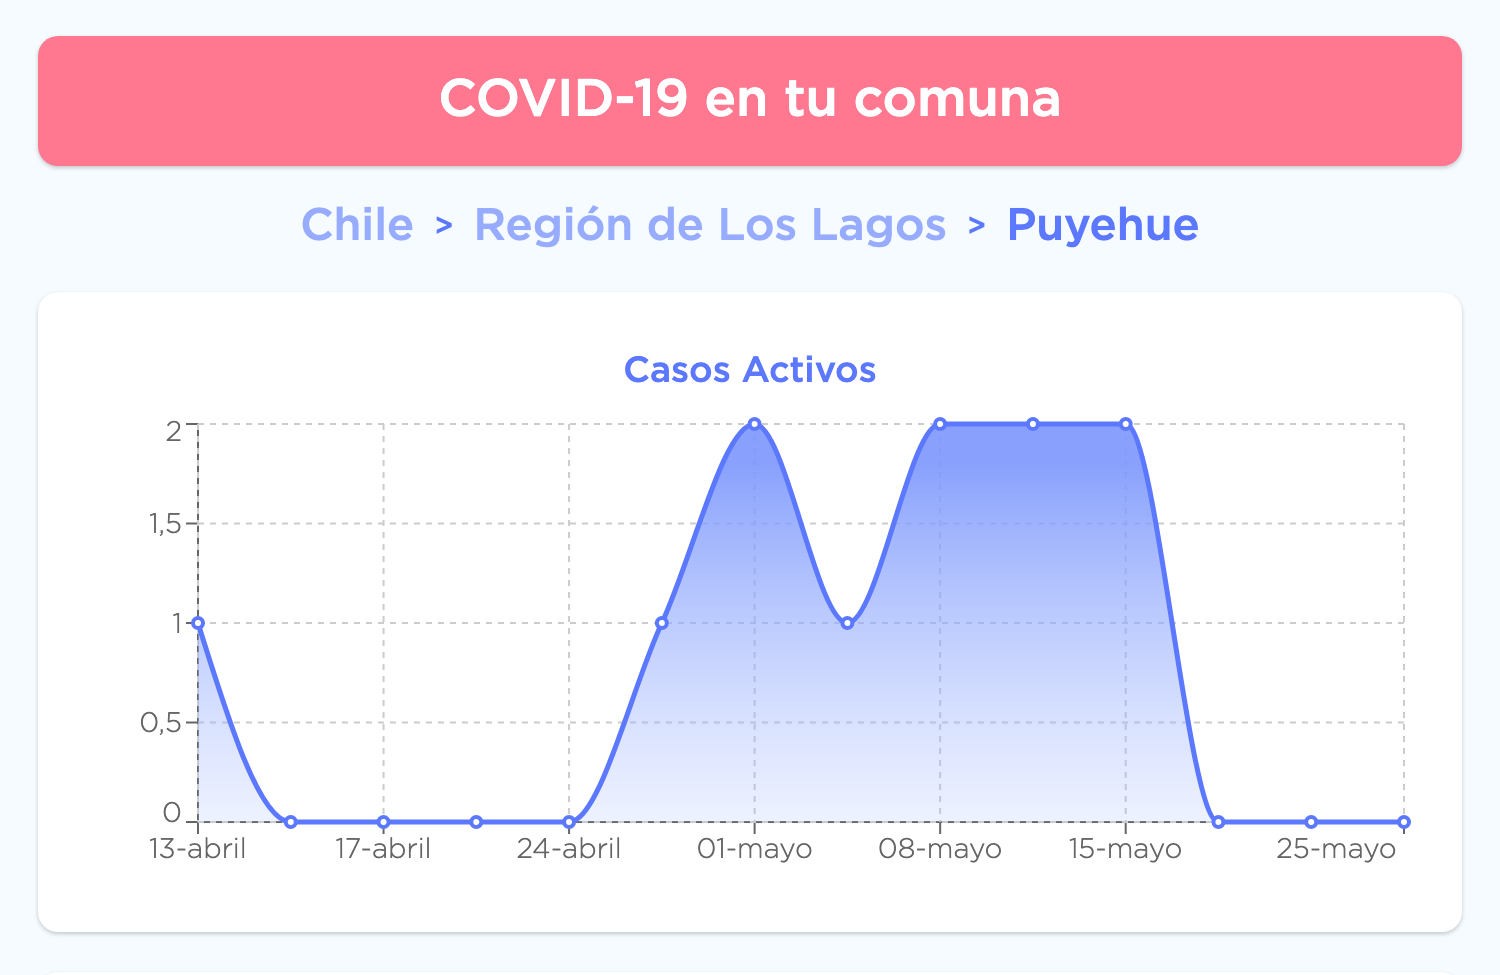 COVID-19 en tu comuna
Chile > Región de Los Lagos > Puyehue
Casos Activos
2
1,5
1
0,5
0
13-abril 17-abril 24-abril 01-mayo 08-mayo 15-mayo 25-mayo